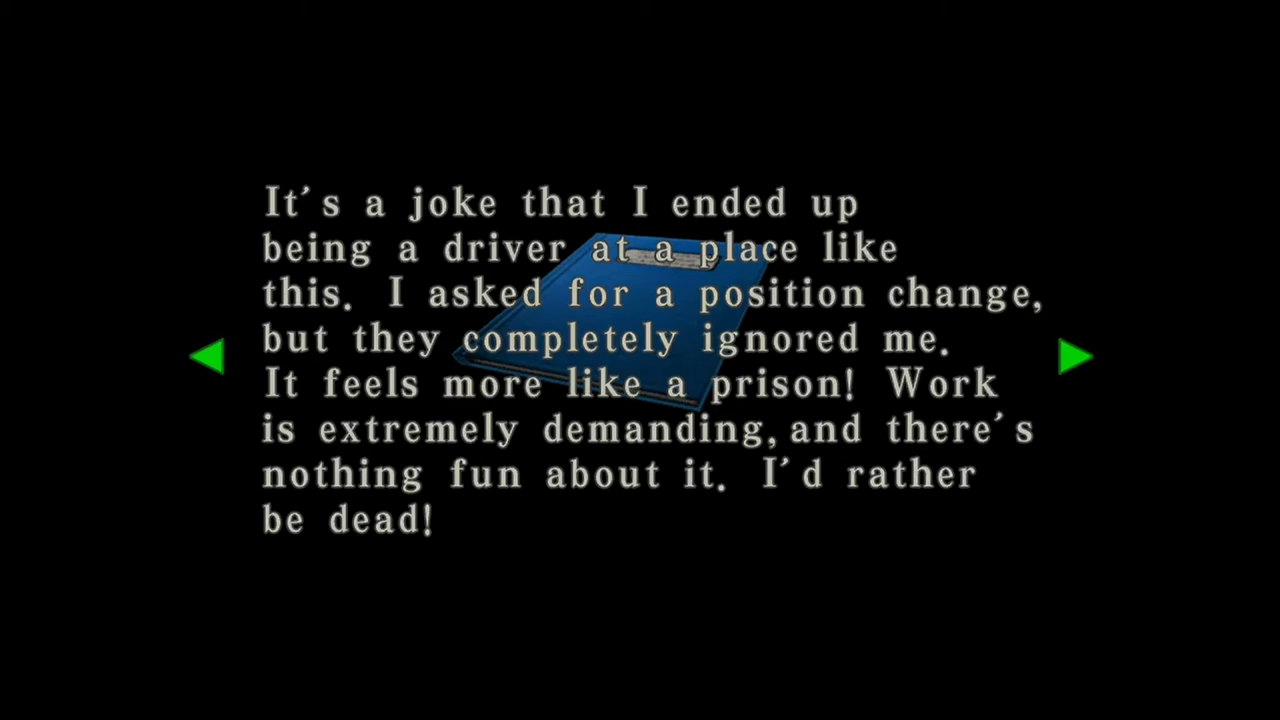 It's a joke that I ended up
being a driver at a place like
this. I asked for a position change,
but they completely ignored me.
It feels more like a prison! Work
is extremely demanding, and there's
nothing fun about it. I'd rather
be dead!